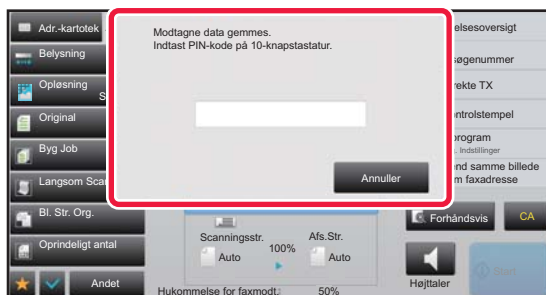 Adr.-kartotek
Belysning
Opløsning
S
Original
Byg Job
Langsom Scan
Bl. Str. Org.
Oprindeligt antal
Andet
Modtagne data gemmes.
Indtast PIN-kode på 10-knapstastatur.
Annuller
Scanningsstr.
Auto
100%
Afs.Str.
Auto
Hukommelse for faxmodt.:
50%
elsesoversigt
søgenummer
rekte TX
ntrolstempel
program
. Indstillinger
nd samme billede
m faxadresse
Forhåndsvis
CA
Højttaler
Start